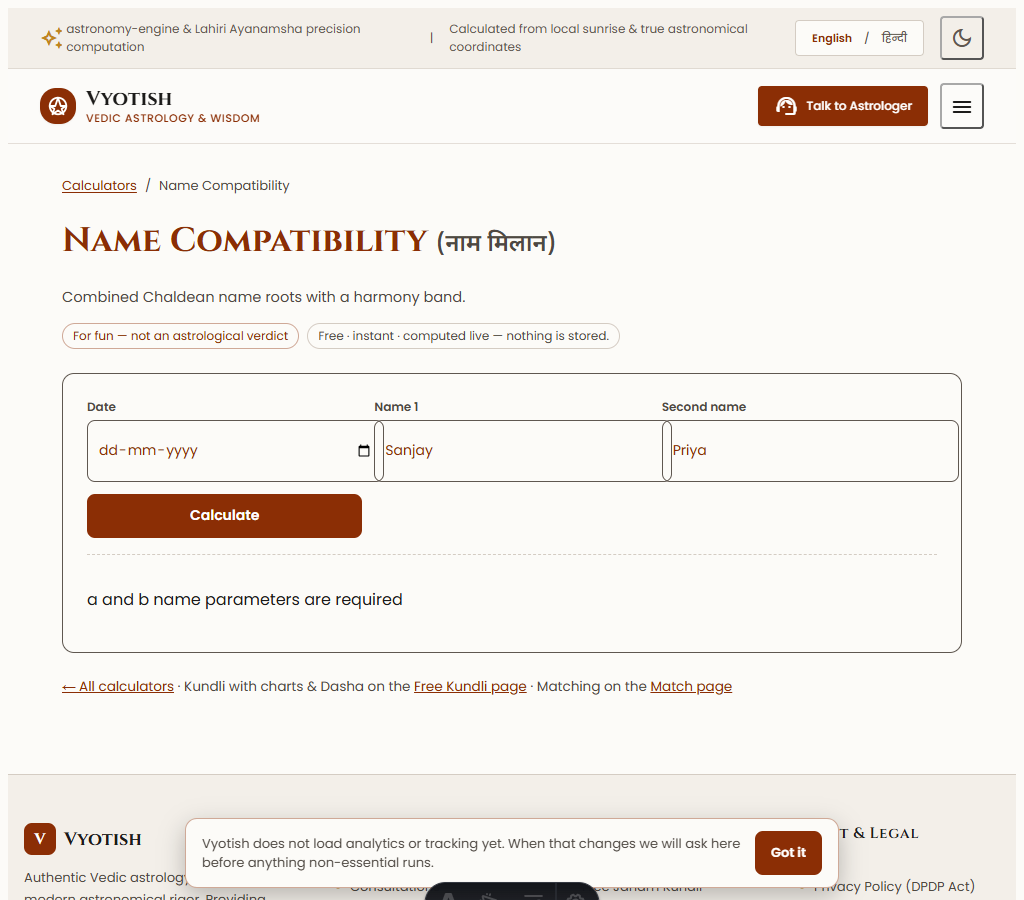 astronomy-engine & Lahiri Ayanamsha precision
computation
|
Calculated from local sunrise & true astronomical
coordinates
English / हिन्दी
Vyotish
VEDIC ASTROLOGY & WISDOM
Talk to Astrologer
Calculators / Name Compatibility
Name Compatibility (नाम मिलान)
Combined Chaldean name roots with a harmony band.
For fun — not an astrological verdict
Free · instant · computed live — nothing is stored.
Date
Name 1
Second name
dd-mm-yyyy
Sanjay
Priya
Calculate
a and b name parameters are required
← All calculators · Kundli with charts & Dasha on the Free Kundli page · Matching on the Match page
V Vyotish
Vyotish does not load analytics or tracking yet. When that changes we will ask here
before anything non-essential runs.
Got it
& Legal
Authentic Vedic
Privacy Policy (DPDP Act)